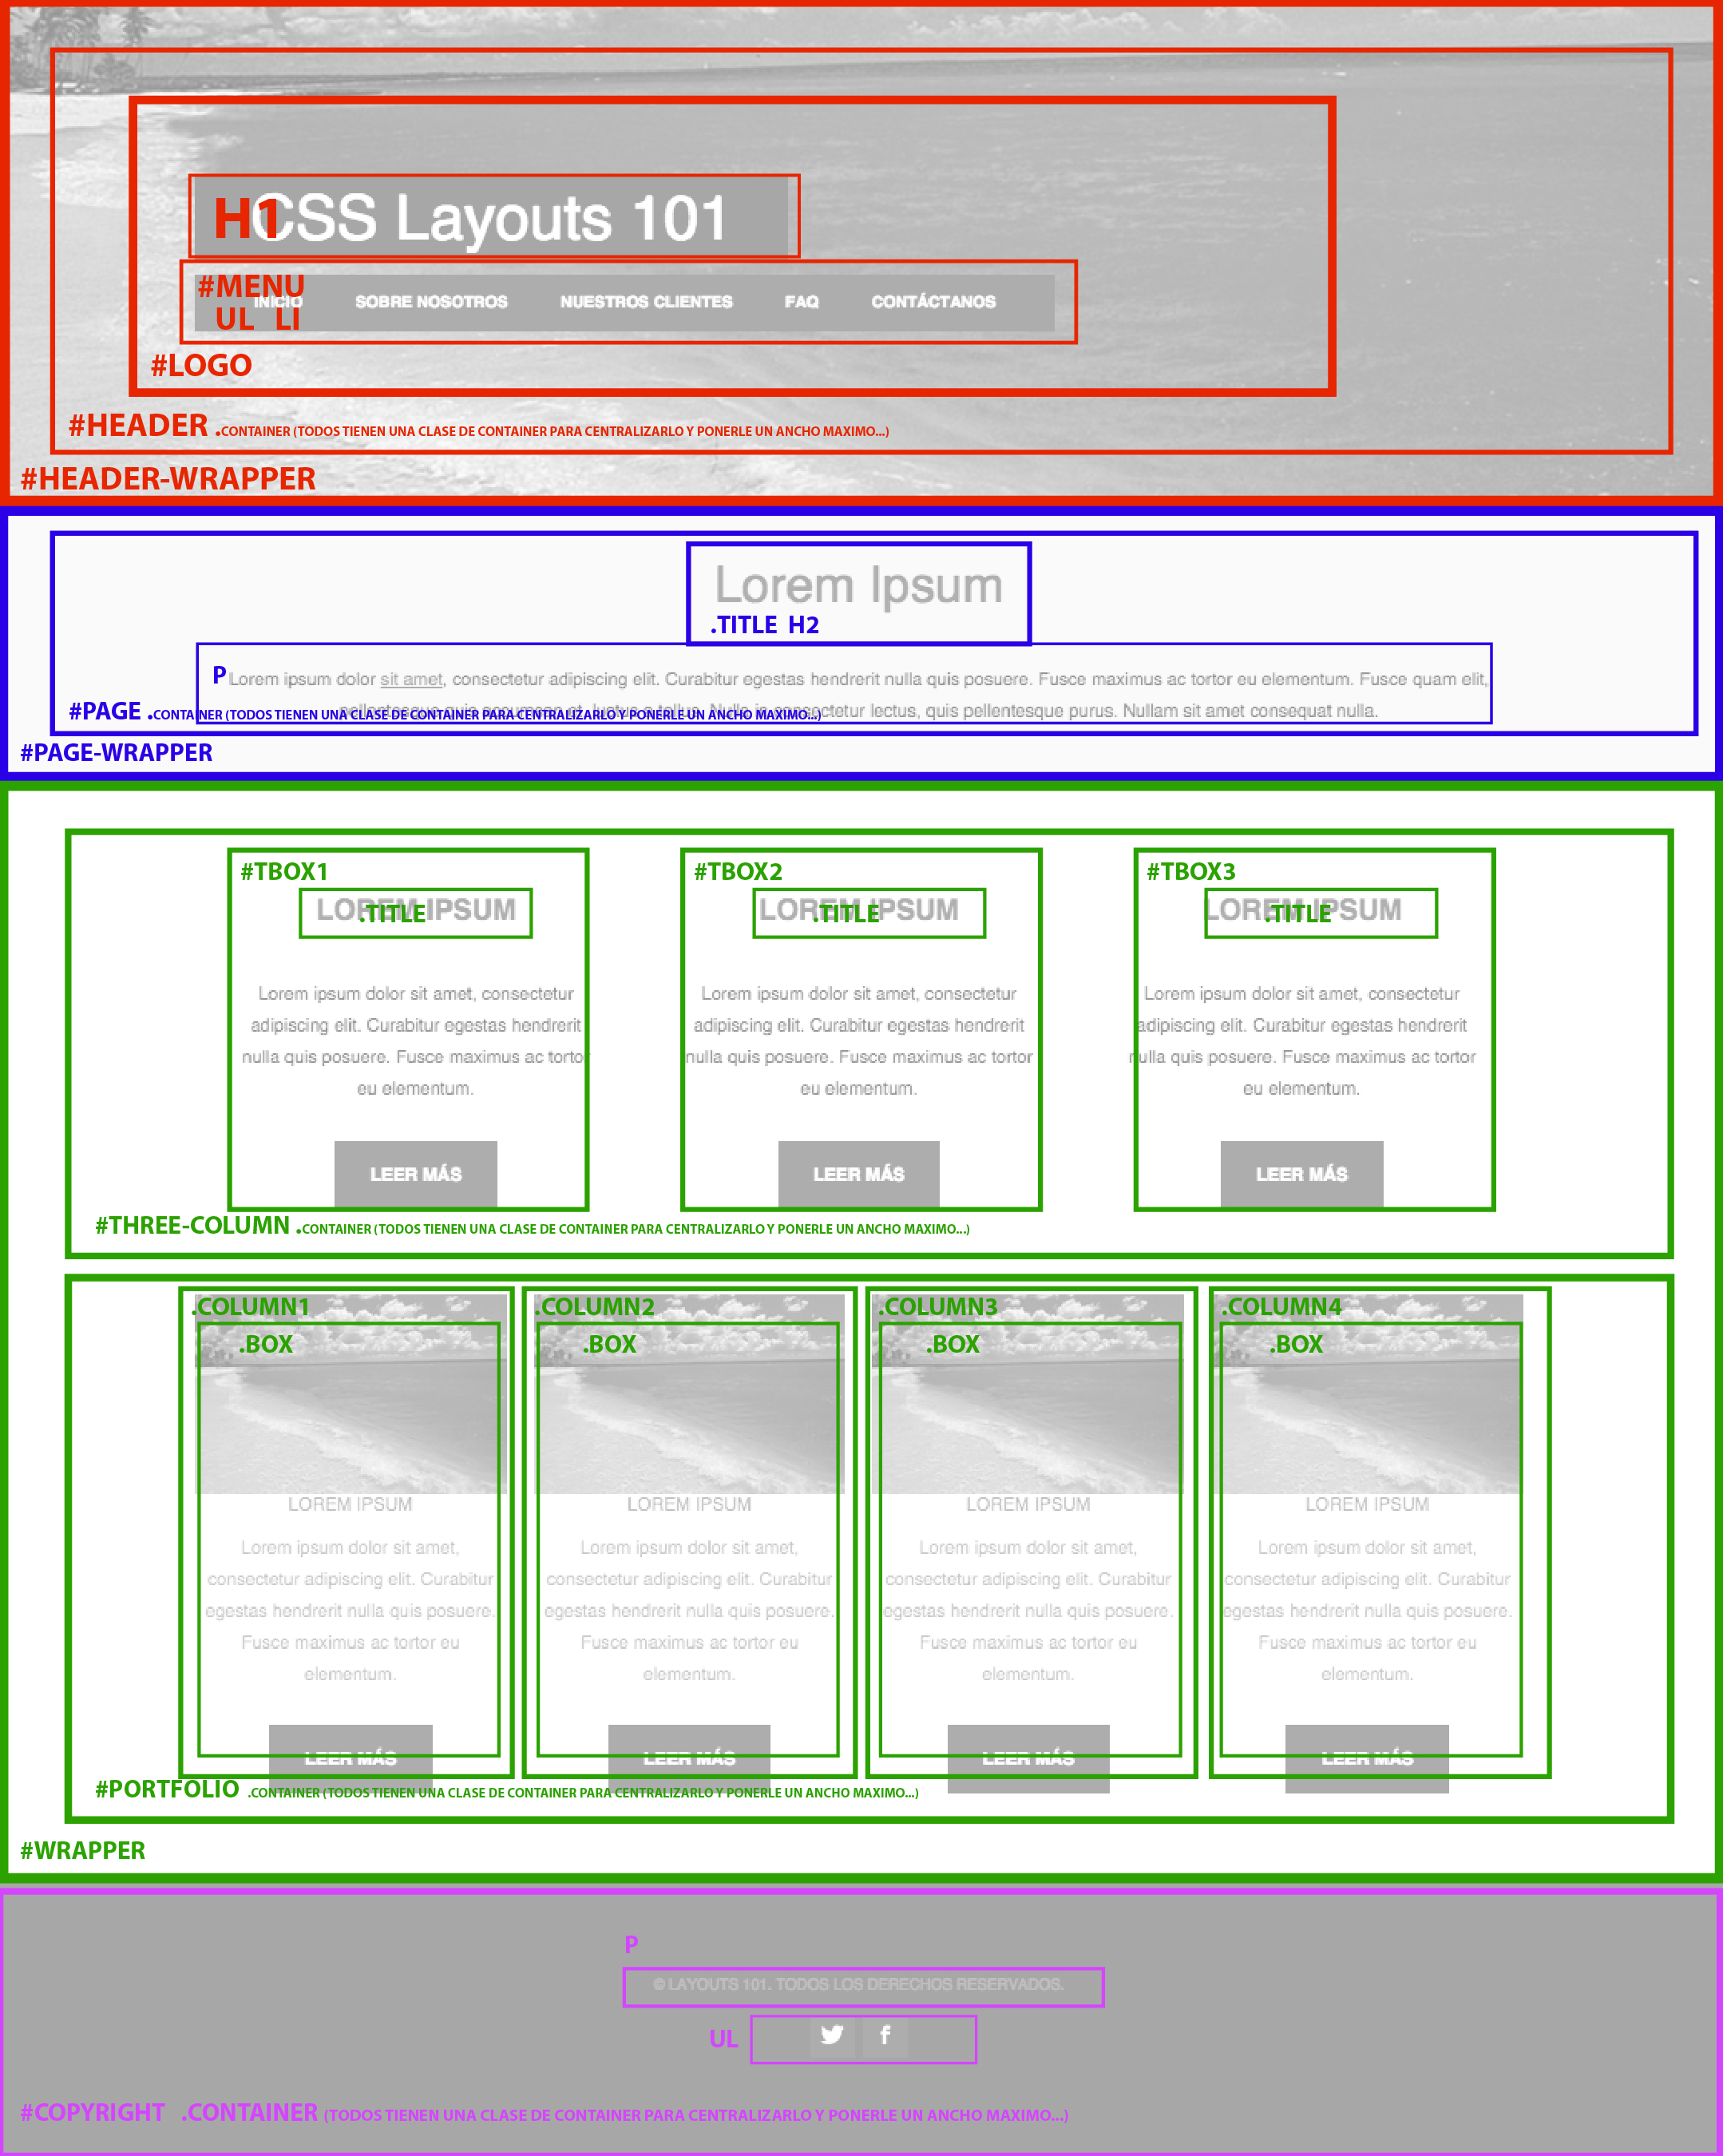 H1
CSS Layouts 101
#MENU
INICIO SOBRE NOSOTROS NUESTROS CLIENTES FAQ CONTÁCTANOS
UL LI
#LOGO
#HEADER .CONTAINER (TODOS TIENEN UNA CLASE DE CONTAINER PARA CENTRALIZARLO Y PONERLE UN ANCHO MAXIMO...)
#HEADER-WRAPPER
Lorem Ipsum
.TITLE H2
P
Lorem ipsum dolor sit amet, consectetur adipiscing elit. Curabitur egestas hendrerit nulla quis posuere. Fusce maximus ac tortor eu elementum. Fusce quam elit,
pellentesque quis accumsan et, luctus a tellus. Nulla in consectetur lectus, quis pellentesque purus. Nullam sit amet consequat nulla.
#PAGE .CONTAINER (TODOS TIENEN UNA CLASE DE CONTAINER PARA CENTRALIZARLO Y PONERLE UN ANCHO MAXIMO...)
#PAGE-WRAPPER
#TBOX1
LOREM IPSUM
.TITLE
Lorem ipsum dolor sit amet, consectetur
adipiscing elit. Curabitur egestas hendrerit
nulla quis posuere. Fusce maximus ac tortor
eu elementum.
LEER MÁS
#TBOX2
LOREM IPSUM
.TITLE
Lorem ipsum dolor sit amet, consectetur
adipiscing elit. Curabitur egestas hendrerit
nulla quis posuere. Fusce maximus ac tortor
eu elementum.
LEER MÁS
#TBOX3
LOREM IPSUM
.TITLE
Lorem ipsum dolor sit amet, consectetur
adipiscing elit. Curabitur egestas hendrerit
nulla quis posuere. Fusce maximus ac tortor
eu elementum.
LEER MÁS
#THREE-COLUMN .CONTAINER (TODOS TIENEN UNA CLASE DE CONTAINER PARA CENTRALIZARLO Y PONERLE UN ANCHO MAXIMO...)
.COLUMN1
.BOX
LOREM IPSUM
Lorem ipsum dolor sit amet,
consectetur adipiscing elit. Curabitur
egestas hendrerit nulla quis posuere.
Fusce maximus ac tortor eu
elementum.
LEER MÁS
.COLUMN2
.BOX
LOREM IPSUM
Lorem ipsum dolor sit amet,
consectetur adipiscing elit. Curabitur
egestas hendrerit nulla quis posuere.
Fusce maximus ac tortor eu
elementum.
LEER MÁS
.COLUMN3
.BOX
LOREM IPSUM
Lorem ipsum dolor sit amet,
consectetur adipiscing elit. Curabitur
egestas hendrerit nulla quis posuere.
Fusce maximus ac tortor eu
elementum.
LEER MÁS
.COLUMN4
.BOX
LOREM IPSUM
Lorem ipsum dolor sit amet,
consectetur adipiscing elit. Curabitur
egestas hendrerit nulla quis posuere.
Fusce maximus ac tortor eu
elementum.
LEER MÁS
#PORTFOLIO .CONTAINER (TODOS TIENEN UNA CLASE DE CONTAINER PARA CENTRALIZARLO Y PONERLE UN ANCHO MAXIMO...)
#WRAPPER
P
© LAYOUTS 101. TODOS LOS DERECHOS RESERVADOS.
UL
#COPYRIGHT .CONTAINER (TODOS TIENEN UNA CLASE DE CONTAINER PARA CENTRALIZARLO Y PONERLE UN ANCHO MAXIMO...)